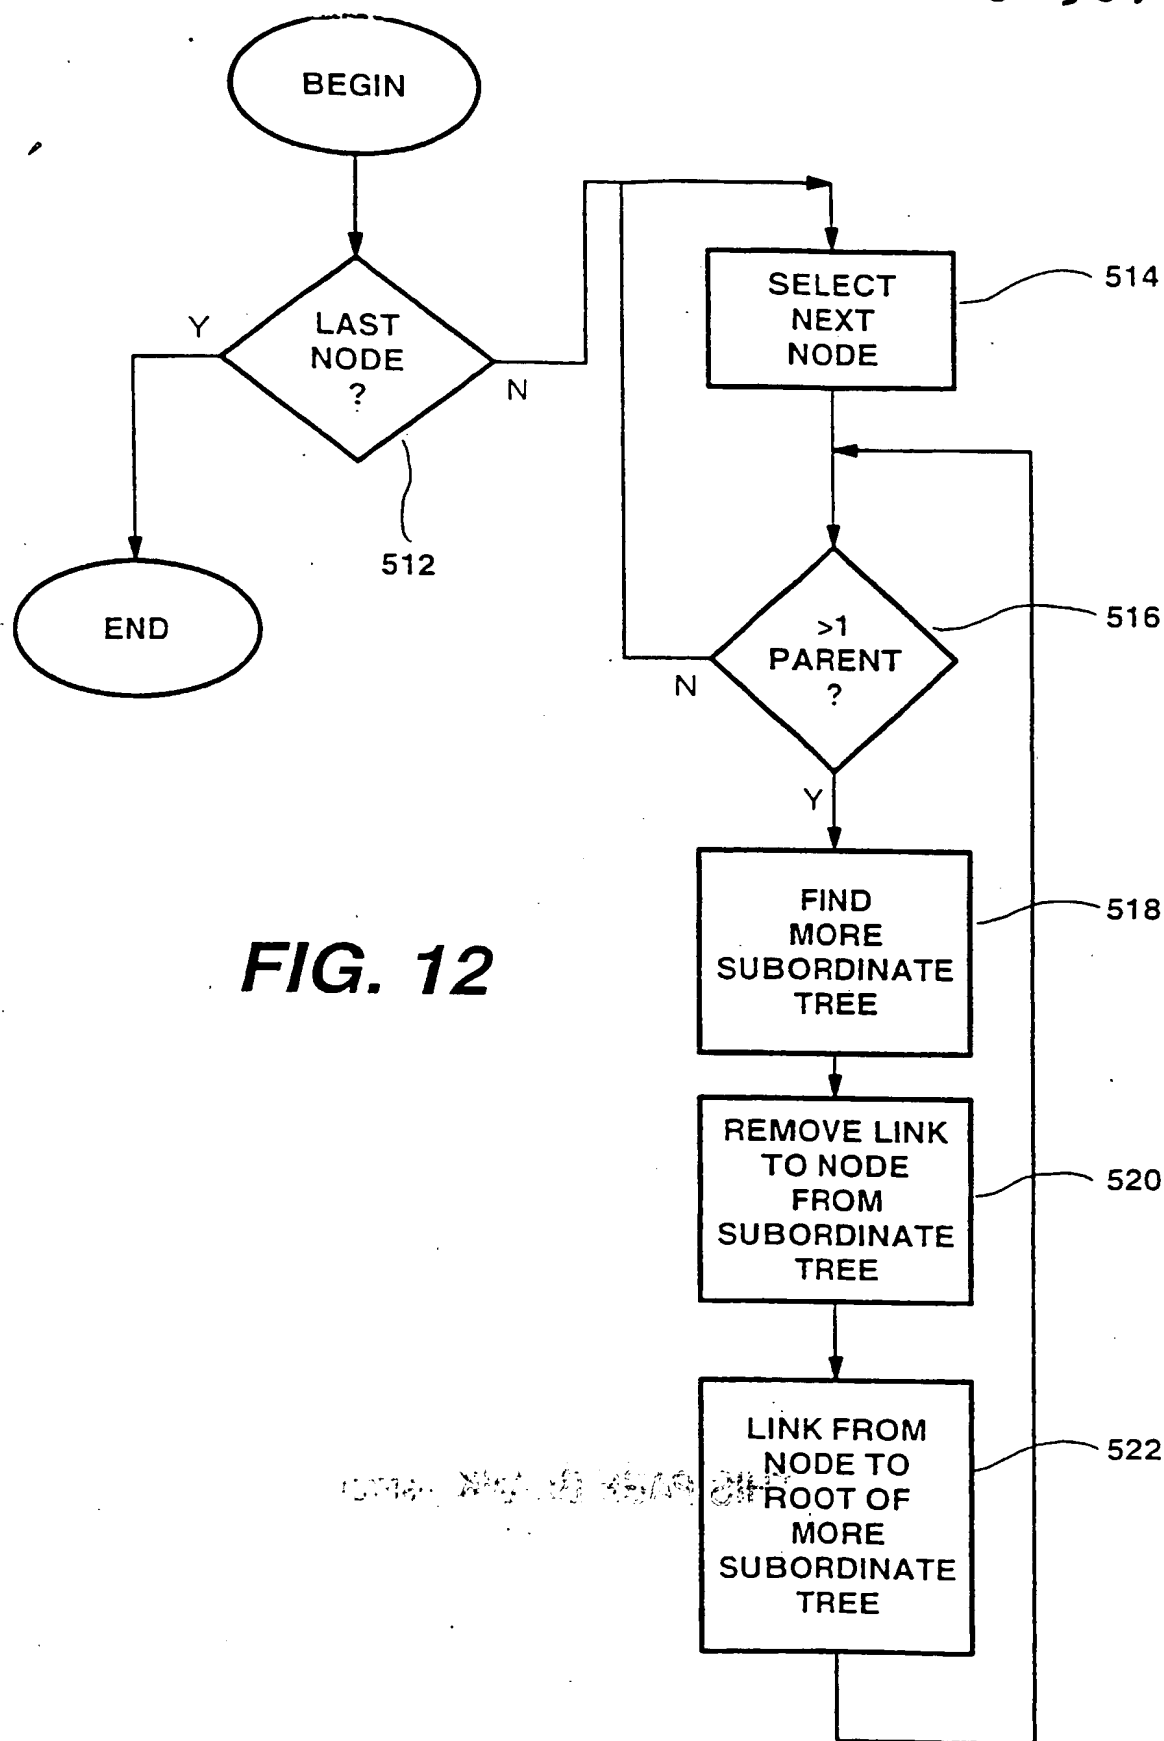 BEGIN
LAST
NODE
?
Y
N
512
END
SELECT
NEXT
NODE
514
>1
PARENT
?
516
N
Y
FIND
MORE
SUBORDINATE
TREE
518
REMOVE LINK
TO NODE
FROM
SUBORDINATE
TREE
520
LINK FROM
NODE TO
ROOT OF
MORE
SUBORDINATE
TREE
522
FIG. 12